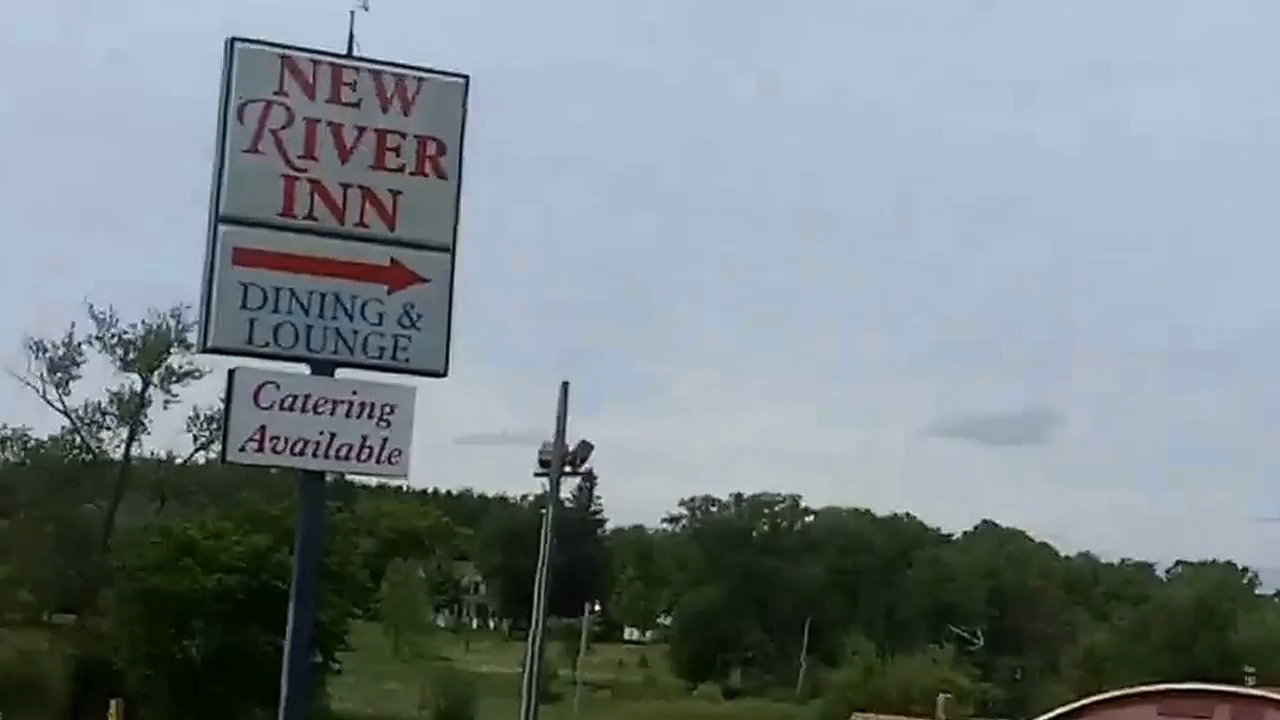 NEW
RIVER
INN
DINING &
LOUNGE
Catering
Available